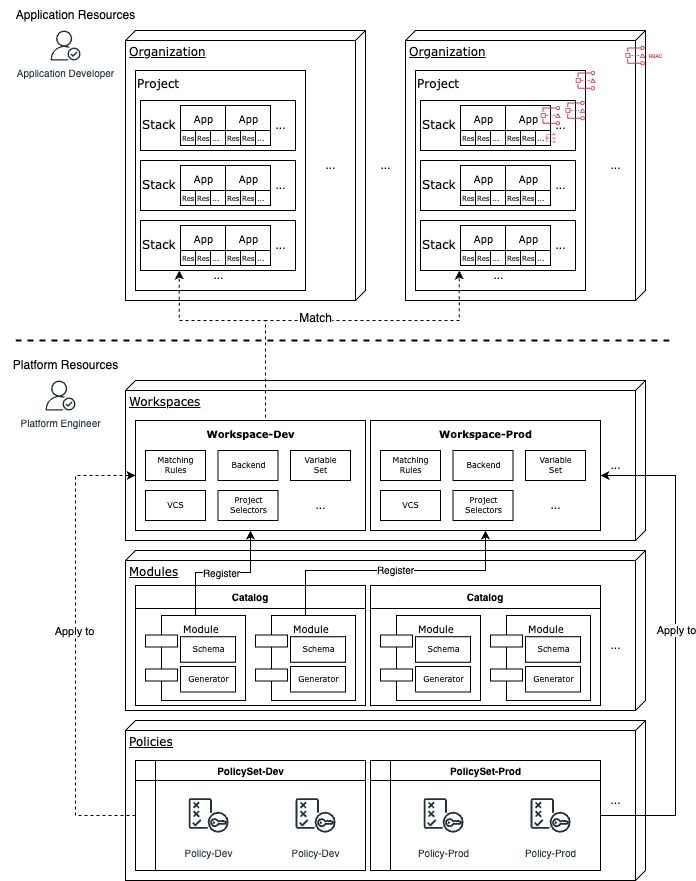 Application Resources
Application Developer
Organization
Project
Stack
App
App
...
Res
Res
...
Res
Res
...
Stack
App
App
...
Res
Res
...
Res
Res
...
Stack
App
App
...
Res
Res
...
Res
Res
...
...
...
...
Organization
RBAC
Project
Stack
App
App
...
Res
Res
...
Res
Res
...
Stack
App
App
...
Res
Res
...
Res
Res
...
Stack
App
App
...
Res
Res
...
Res
Res
...
...
...
Match
Platform Resources
Platform Engineer
Workspaces
Workspace-Dev
Matching
Rules
Backend
Variable
Set
VCS
Project
Selectors
...
Workspace-Prod
Matching
Rules
Backend
Variable
Set
VCS
Project
Selectors
...
...
Modules
Register
Register
Catalog
Module
Schema
Generator
Module
Schema
Generator
Catalog
Module
Schema
Generator
Module
Schema
Generator
...
Apply to
Apply to
Policies
PolicySet-Dev
Policy-Dev
Policy-Dev
PolicySet-Prod
Policy-Prod
Policy-Prod
...